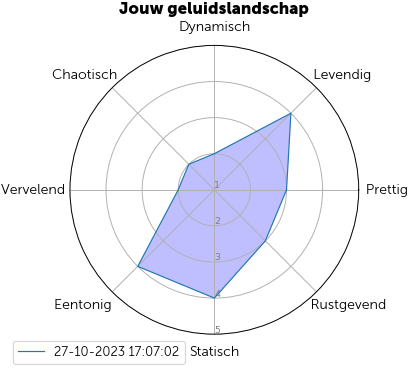 Jouw geluidslandschap
Dynamisch
Chaotisch
Levendig
Vervelend
Prettig
1
2
3
4
5
Eentonig
Rustgevend
Statisch
27-10-2023 17:07:02